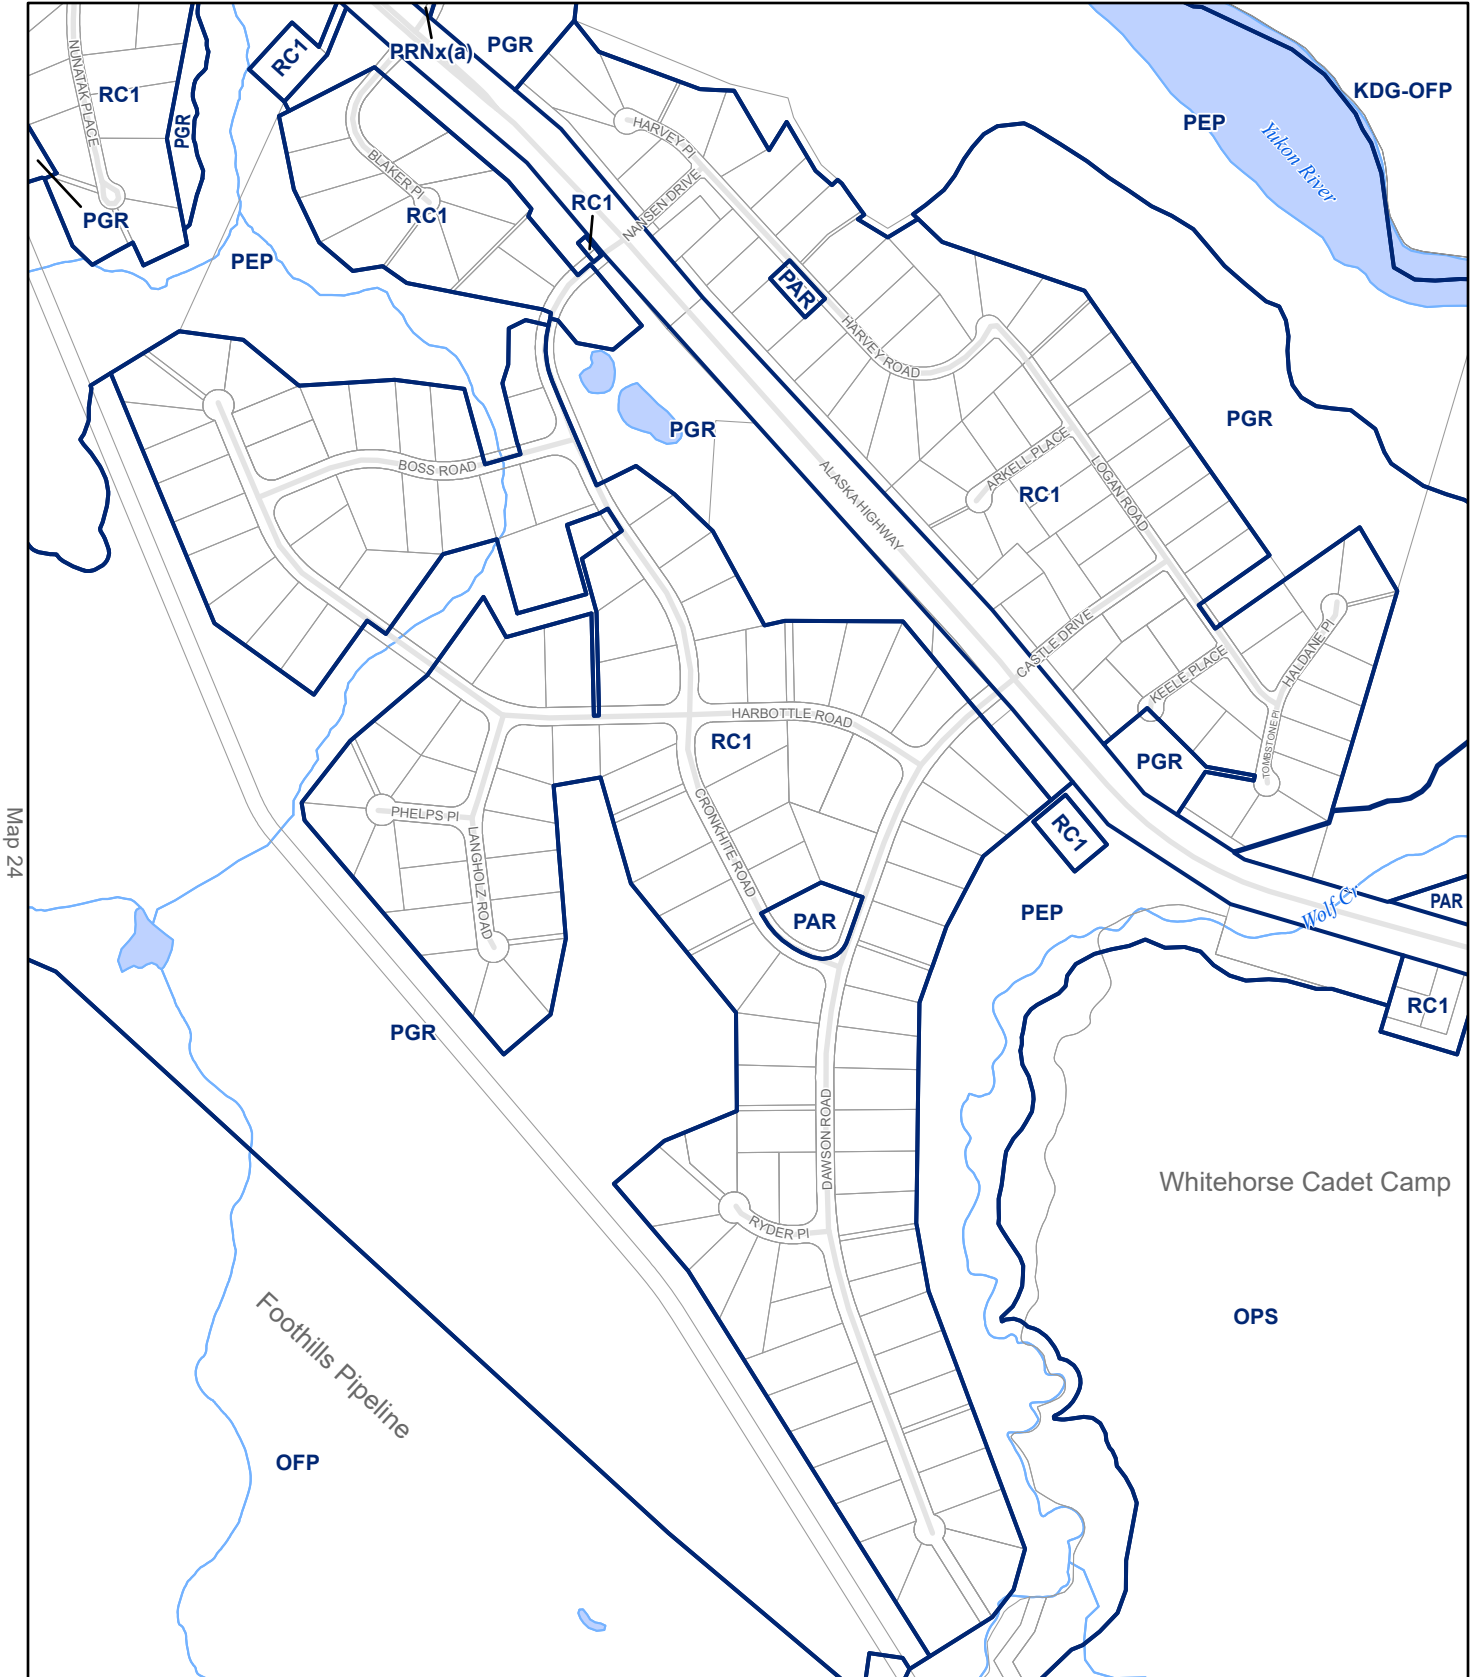 PRNx(a)
PGR
RC1
KDG-OFP
RC1
PEP
NUNATAK PLACE
PGR
HARVEY Pl
Yukon River
BLAKER Pl
NANSEN DRIVE
RC1
RC1
PGR
PEP
PAR
HARVEY ROAD
PGR
PGR
BOSS ROAD
ARKELL PLACE
LOGAN ROAD
RC1
ALASKA HIGHWAY
CASTLE DRIVE
HALDANE Pl
KEELE PLACE
HARBOTTLE ROAD
RC1
TOMBSTONE Pl
PGR
PHELPS Pl
CRONKHITE ROAD
RC1
Map 24
LANGHOLZ ROAD
PAR
PEP
Wolf Cr
PAR
RC1
PGR
DAWSON ROAD
Whitehorse Cadet Camp
RYDER Pl
OPS
Foothills Pipeline
OFP